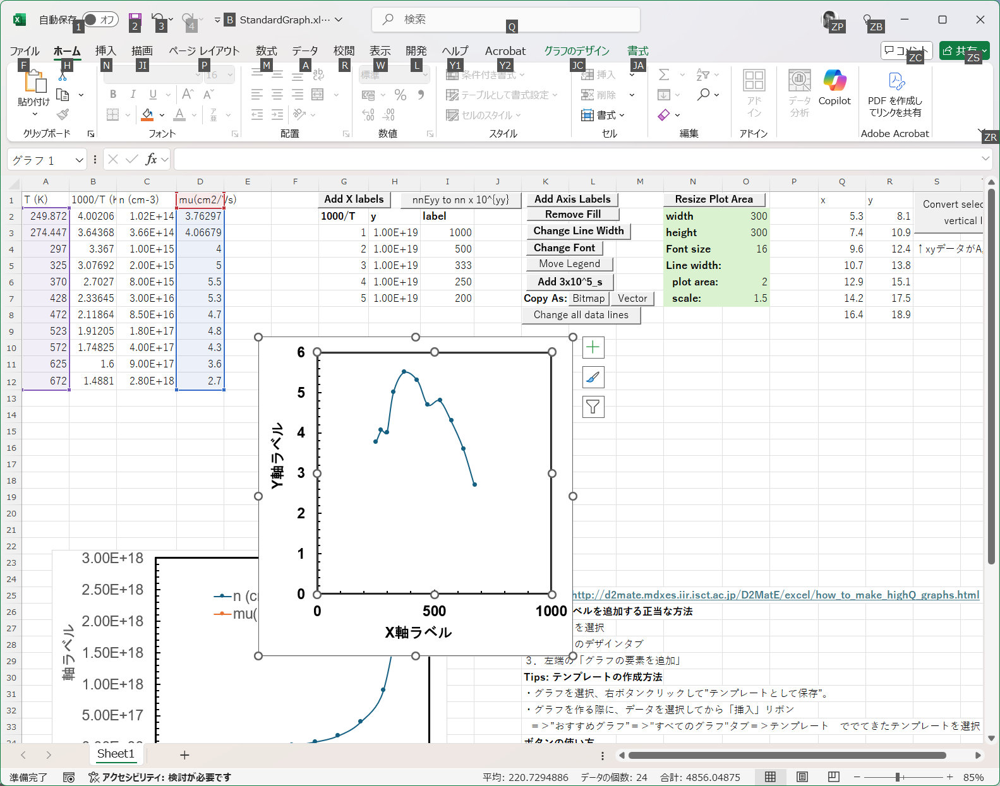 自動保存 オフ 1 2 3 4 B StandardGraph.xl… 検索 Q ZP ZB
ファイル ホーム 挿入 描画 ページ レイアウト 数式 データ 校閲 表示 開発 ヘルプ Acrobat グラフのデザイン 書式 コメント 共有
F H N JI P M A R W L Y1 Y2 JC JA ZC ZS
16 標準 条件付き書式 挿入
貼り付け B I U A A % 9 テーブルとして書式設定 削除 アドイン データ分析 Copilot PDF を作成してリンクを共有
A セルのスタイル 書式
クリップボード フォント 配置 数値 スタイル セル 編集 アドイン Adobe Acrobat ZR
グラフ 1 fx
A B C D E F G H I J K L M N O P Q R S
1 T (K) 1000/T (K n (cm-3) mu(cm2/V/s) Add X labels nnEyy to nn x 10^{yy} Add Axis Labels Resize Plot Area x y Convert selec
2 249.872 4.00206 1.02E+14 3.76297 1000/T y label Remove Fill width 300 5.3 8.1 vertical l
3 274.447 3.64368 3.66E+14 4.06679 1 1.00E+19 1000 Change Line Width height 300 7.4 10.9
4 297 3.367 1.00E+15 4 2 1.00E+19 500 Change Font Font size 16 9.6 12.4 ↑xyデータがA,
5 325 3.07692 2.00E+15 5 3 1.00E+19 333 Move Legend Line width: 10.7 13.8
6 370 2.7027 8.00E+15 5.5 4 1.00E+19 250 Add 3x10^5_s plot area: 2 12.9 15.1
7 428 2.33645 3.00E+16 5.3 5 1.00E+19 200 Copy As: Bitmap Vector scale: 1.5 14.2 17.5
8 472 2.11864 8.50E+16 4.7 Change all data lines 16.4 18.9
9 523 1.91205 1.80E+17 4.8
10 572 1.74825 4.00E+17 4.3
11 625 1.6 9.00E+17 3.6
12 672 1.4881 2.80E+18 2.7
13
14
15
16
17
18
19
20
21
22
23
24
25
26
27
28
29
30
31
32
33
6
5
4
3
2
1
0
Y軸ラベル
0 500 1000
X軸ラベル
3.00E+18
2.50E+18
2.00E+18
1.50E+18
1.00E+18
5.00E+17
軸ラベル
n (c
mu(
http://d2mate.mdxes.iir.isct.ac.jp/D2MatE/excel/how_to_make_highQ_graphs.html
ベルを追加する正当な方法
を選択
のデザインタブ
3．左端の「グラフの要素を追加」
Tips: テンプレートの作成方法
・グラフを選択、右ボタンクリックして”テンプレートとして保存”。
・グラフを作る際に、データを選択してから「挿入」リボン
＝＞”おすすめグラフ”＝＞"すべてのグラフ"タブ＝＞テンプレート　ででてきたテンプレートを選択
ボタンの使い方
Sheet1
準備完了 アクセシビリティ: 検討が必要です 平均: 220.7294886 データの個数: 24 合計: 4856.04875 85%